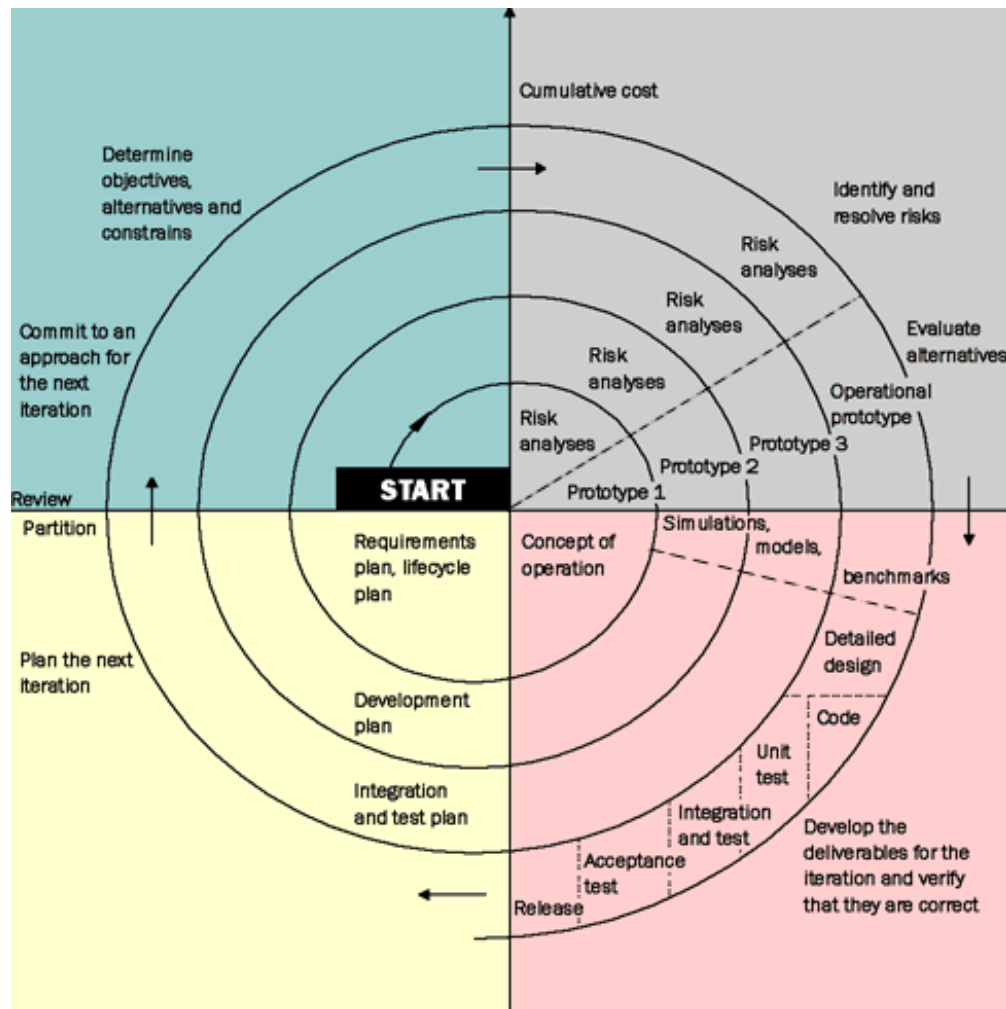 Cumulative cost
Determine
objectives,
alternatives and
constrains
Identify and
resolve risks
Risk
analyses
Risk
analyses
Risk
analyses
Risk
analyses
Commit to an
approach for
the next
iteration
Evaluate
alternatives
Operational
prototype
Prototype 3
Prototype 2
Prototype 1
START
Review
Partition
Requirements
plan, lifecycle
plan
Concept of
operation
Simulations,
models,
benchmarks
Plan the next
iteration
Detailed
design
Development
plan
Code
Unit
test
Integration
and test plan
Integration
and test
Acceptance
test
Release
Develop the
deliverables for the
iteration and verify
that they are correct